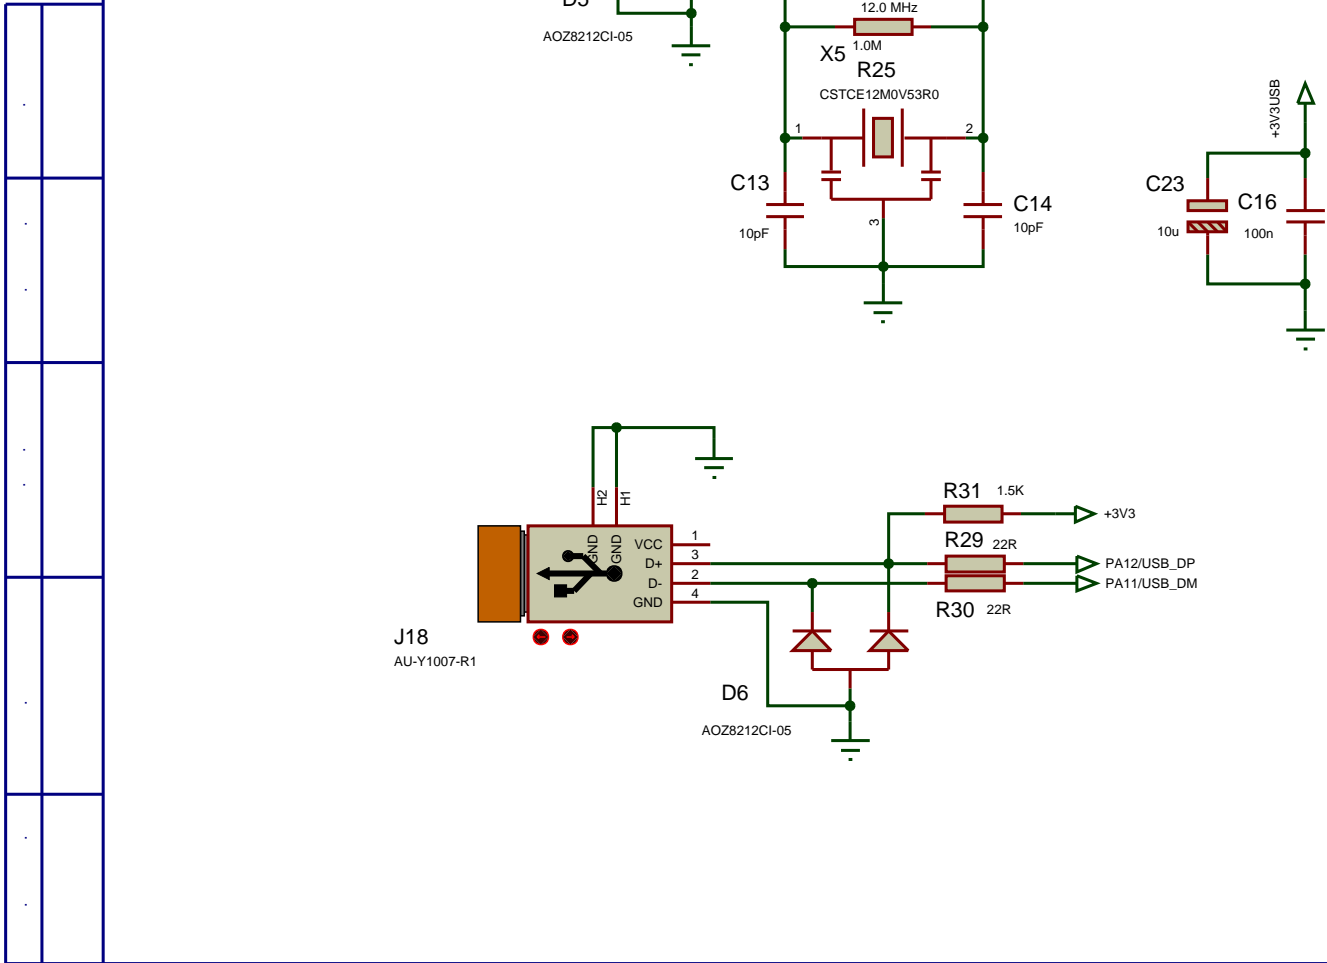 D5
AOZ8212CI-05
12.0 MHz
1.0M
X5
R25
CSTCE12M0V53R0
1
2
3
C13
10pF
C14
10pF
+3V3USB
C23
10u
C16
100n
H2
H1
GND
GND
VCC
1
D+
3
D-
2
GND
4
J18
AU-Y1007-R1
R31
1.5K
+3V3
R29
22R
PA12/USB_DP
PA11/USB_DM
R30
22R
D6
AOZ8212CI-05